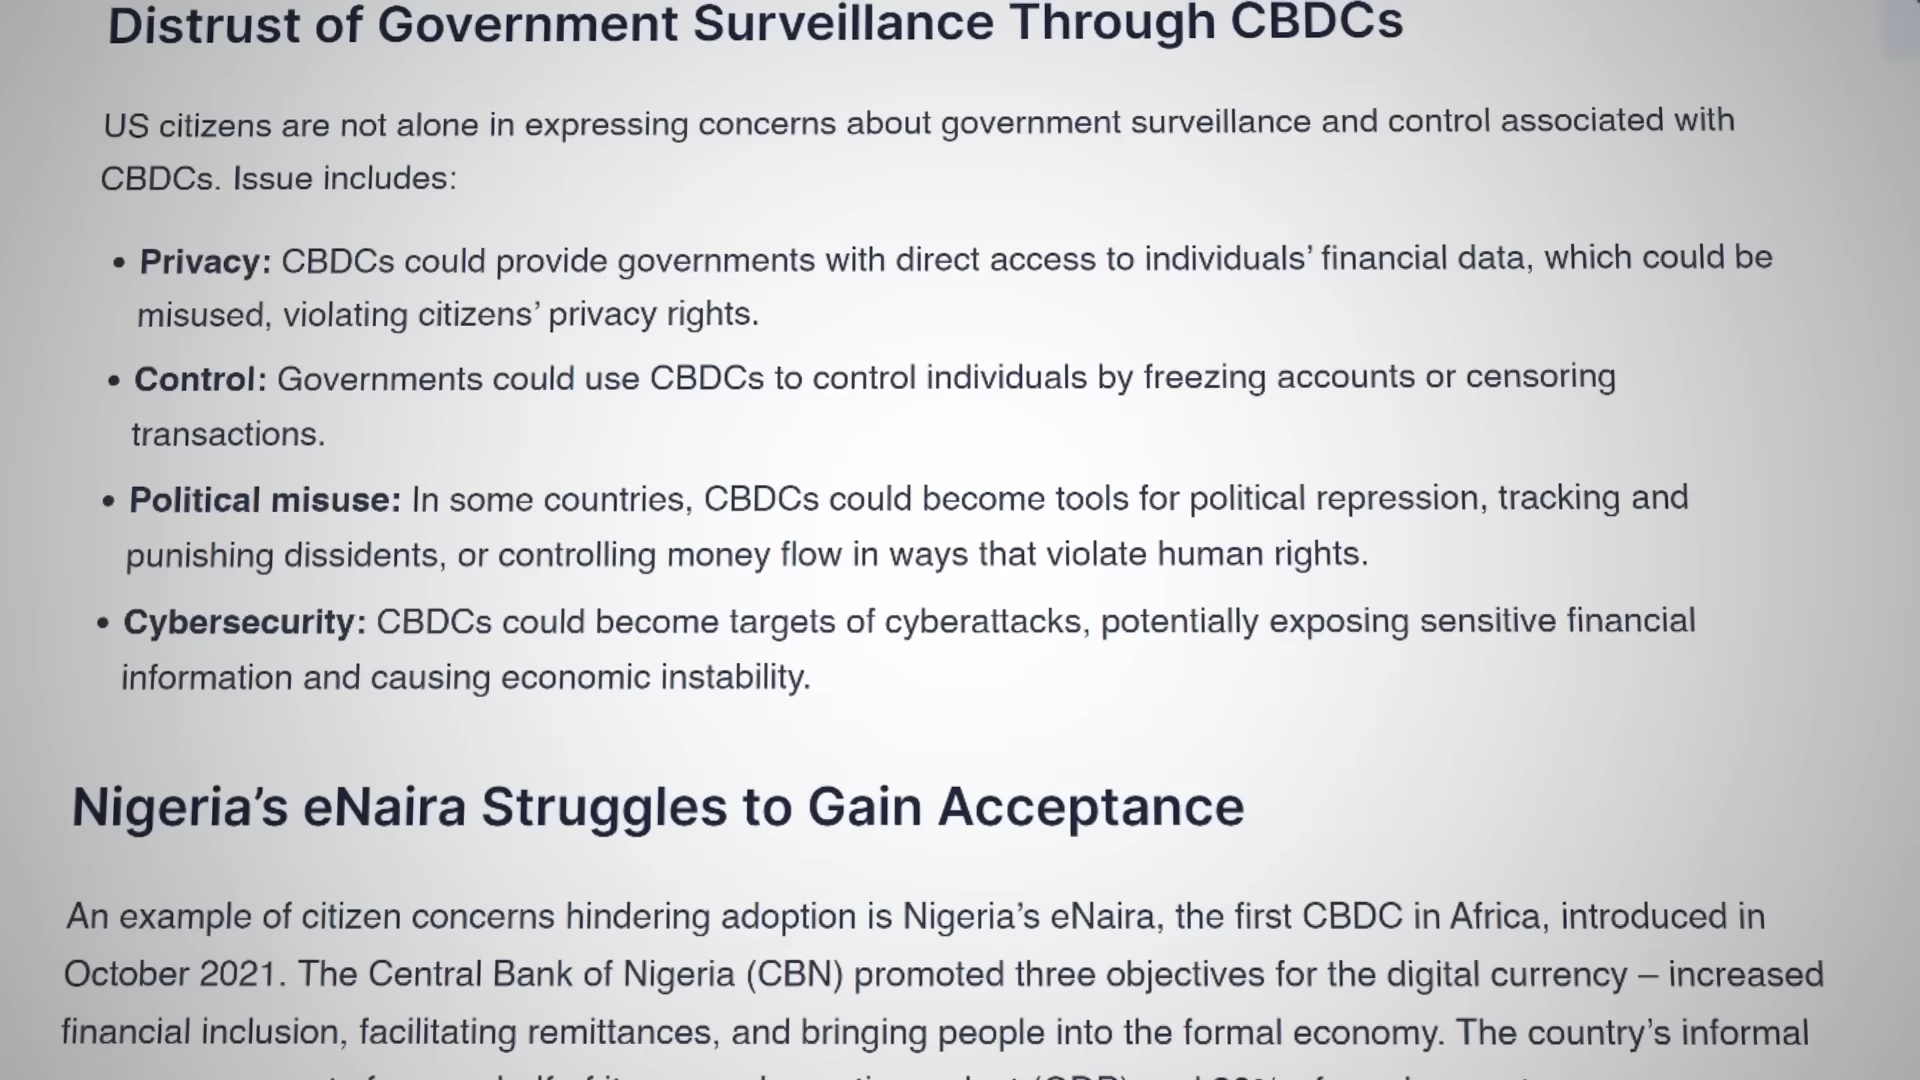 Distrust of Government Surveillance Through CBDCs
US citizens are not alone in expressing concerns about government surveillance and control associated with
CBDCs. Issue includes:
• Privacy: CBDCs could provide governments with direct access to individuals’ financial data, which could be
misused, violating citizens’ privacy rights.
• Control: Governments could use CBDCs to control individuals by freezing accounts or censoring
transactions.
• Political misuse: In some countries, CBDCs could become tools for political repression, tracking and
punishing dissidents, or controlling money flow in ways that violate human rights.
• Cybersecurity: CBDCs could become targets of cyberattacks, potentially exposing sensitive financial
information and causing economic instability.
Nigeria’s eNaira Struggles to Gain Acceptance
An example of citizen concerns hindering adoption is Nigeria’s eNaira, the first CBDC in Africa, introduced in
October 2021. The Central Bank of Nigeria (CBN) promoted three objectives for the digital currency – increased
financial inclusion, facilitating remittances, and bringing people into the formal economy. The country’s informal